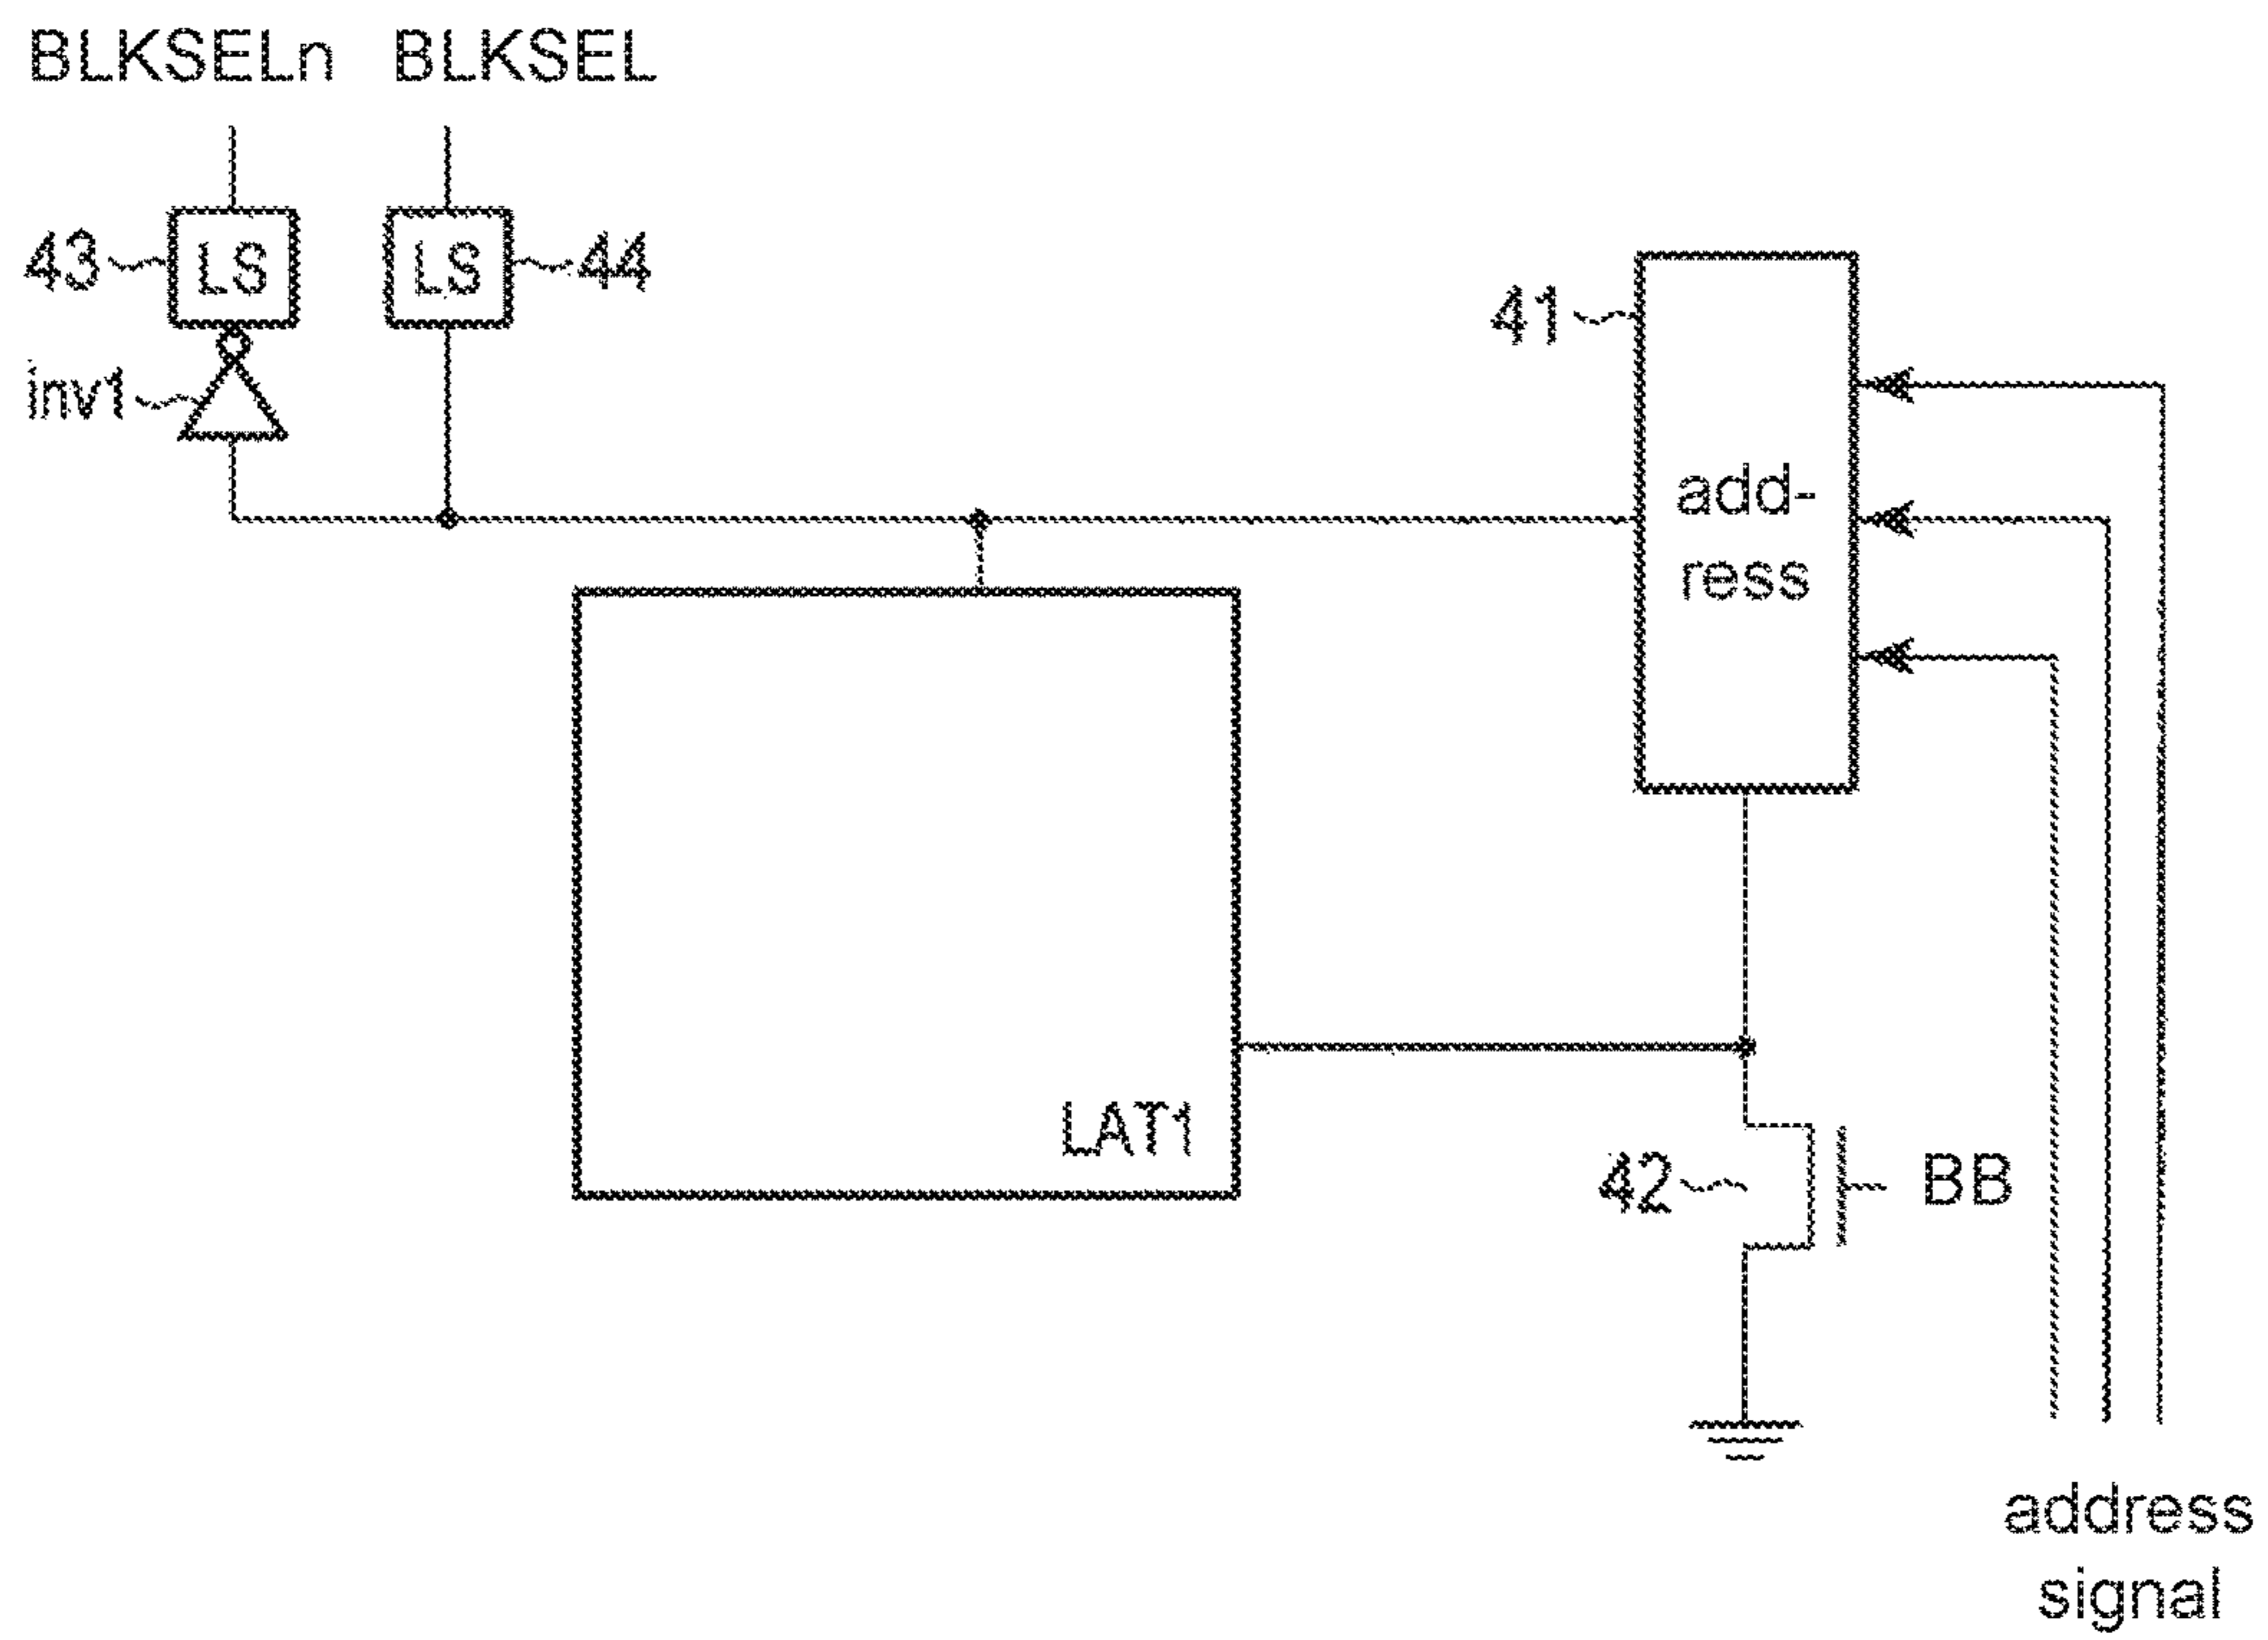 BLKSELn BLKSEL
43 LS LS 44
41
inv1
add-
ress
LAT1
42 BB
address
signal